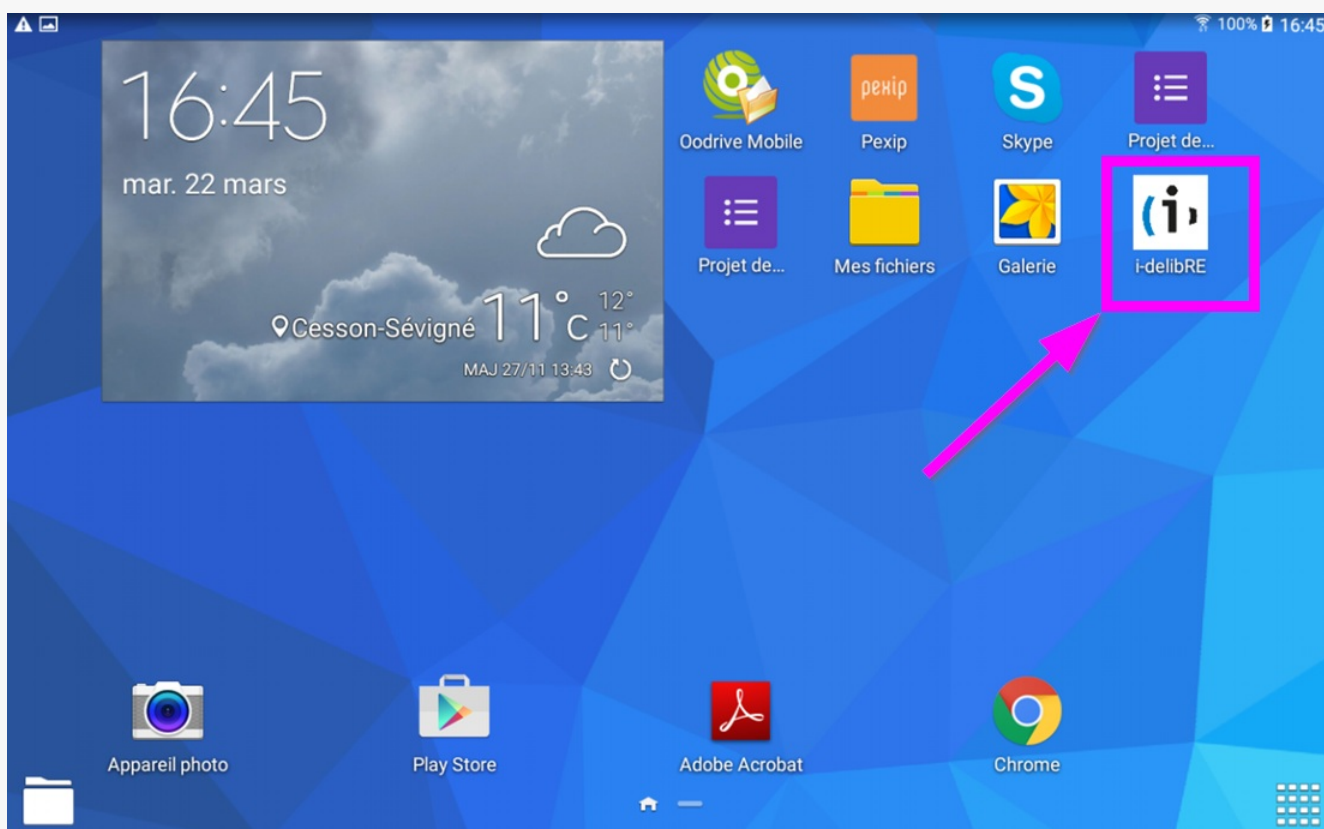 100% 16:45
16:45
mar. 22 mars
Cesson-Sévigné 11°C 12° 11°
MAJ 27/11 13:43
pexip
S
Oodrive Mobile Pexip Skype Projet de...
(i)
Projet de... Mes fichiers Galerie i-delibRE
Appareil photo Play Store Adobe Acrobat Chrome